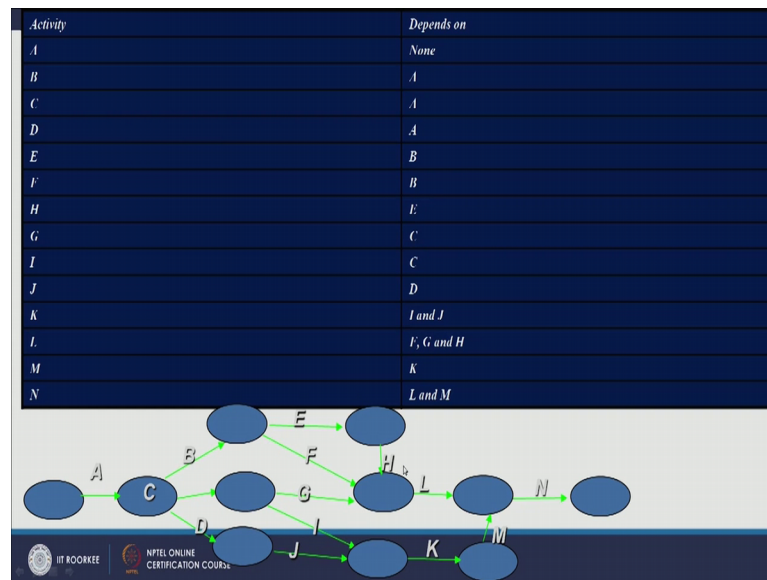 Activity Depends on
A None
B A
C A
D A
E B
F B
H E
G C
I C
J D
K I and J
L F, G and H
M K
N L and M
E
B F
A C G H L N
D I
J K M
IIT ROORKEE NPTEL ONLINE
CERTIFICATION COURSE